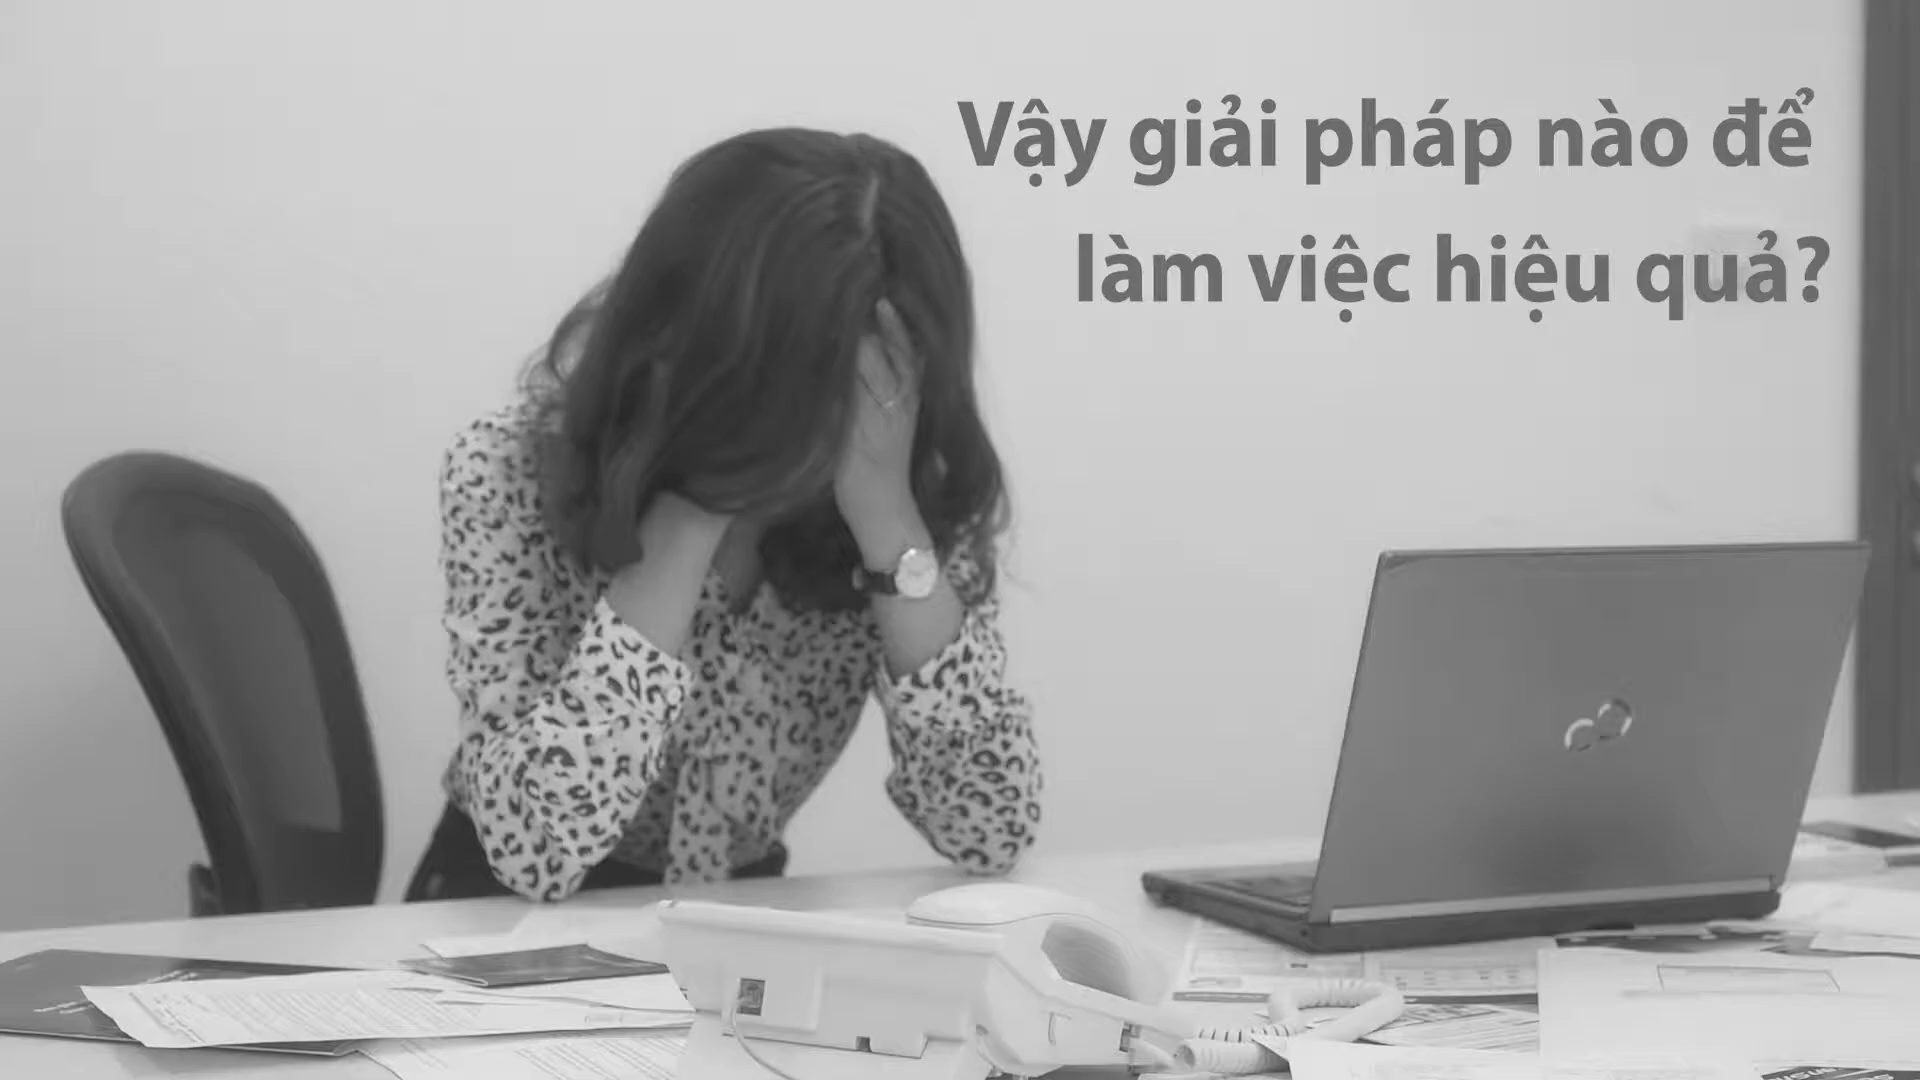 Vậy giải pháp nào để
làm việc hiệu quả?